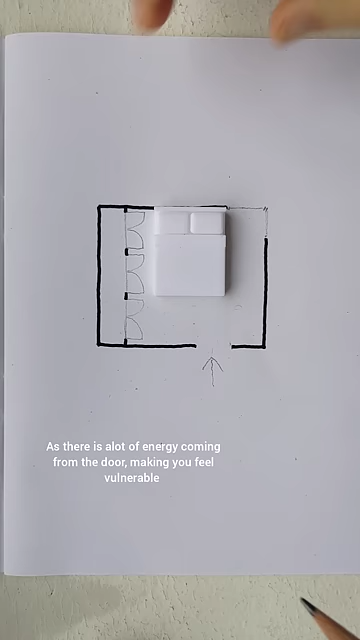 As there is alot of energy coming
from the door, making you feel
vulnerable